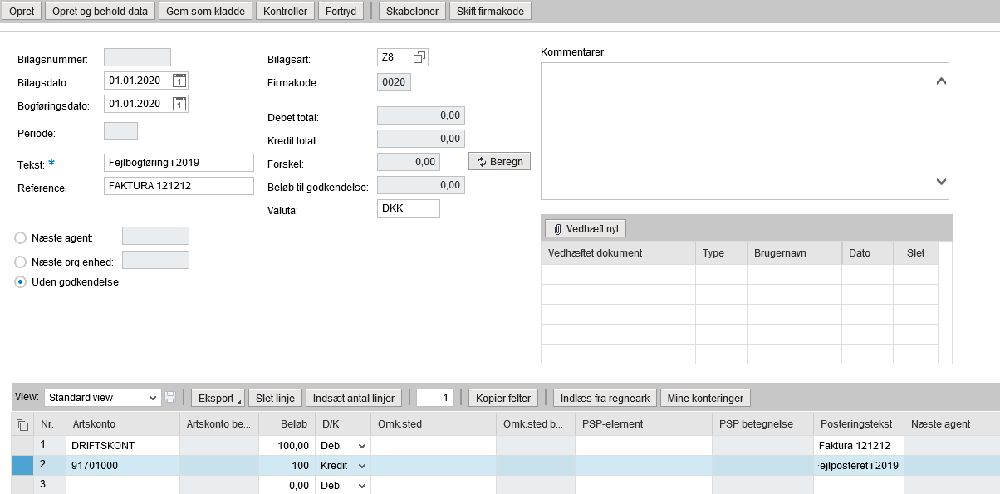 Opret Opret og behold data Gem som kladde Kontroller Fortryd Skabeloner Skift firmakode
Bilagsnummer:
Bilagsdato: 01.01.2020
Bogføringsdato: 01.01.2020
Periode:
Tekst: * Fejlbogføring i 2019
Reference: FAKTURA 121212
Næste agent:
Næste org.enhed:
Uden godkendelse
Bilagsart: Z8
Firmakode: 0020
Debet total: 0,00
Kredit total: 0,00
Forskel: 0,00 Beregn
Beløb til godkendelse: 0,00
Valuta: DKK
Kommentarer:
Vedhæft nyt
Vedhæftet dokument Type Brugernavn Dato Slet
View: Standard view Eksport Slet linje Indsæt antal linjer 1 Kopier felter Indlæs fra regneark Mine konteringer
Nr. Artskonto Artskonto be... Beløb D/K Omk.sted Omk.sted b... PSP-element PSP betegnelse Posteringstekst Næste agent
1 DRIFTSKONT 100,00 Deb. Faktura 121212
2 91701000 100 Kredit Fejlposteret i 2019
3 0,00 Deb.